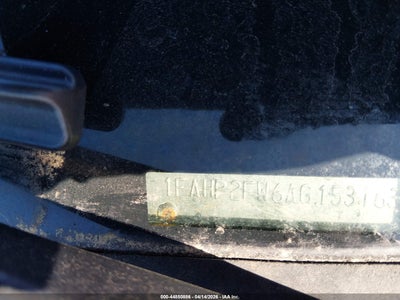 1FAHP2FW6AG153163
000-44850886 - 04/14/2026 - IAA Inc.